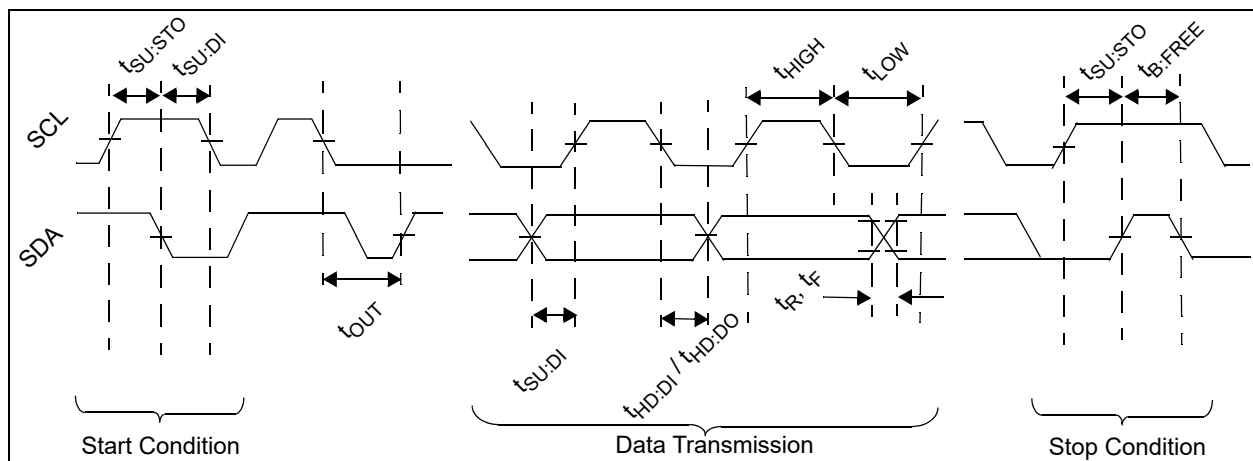 tSU:STO
tSU:DI
tHIGH
tLOW
tSU:STO
tB:FREE
SCL
SDA
tOUT
tSU:DI
tHD:DI / tHD:DO
tR, tF
Start Condition
Data Transmission
Stop Condition